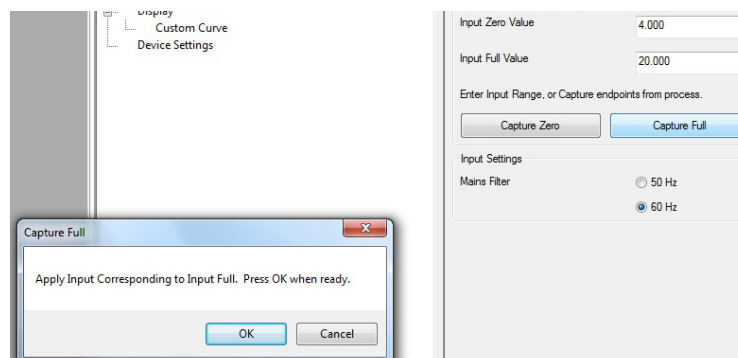 Display
Custom Curve
Device Settings
Input Zero Value
4.000
Input Full Value
20.000
Enter Input Range, or Capture endpoints from process.
Capture Zero
Capture Full
Input Settings
Mains Filter
50 Hz
60 Hz
Capture Full
Apply Input Corresponding to Input Full. Press OK when ready.
OK
Cancel